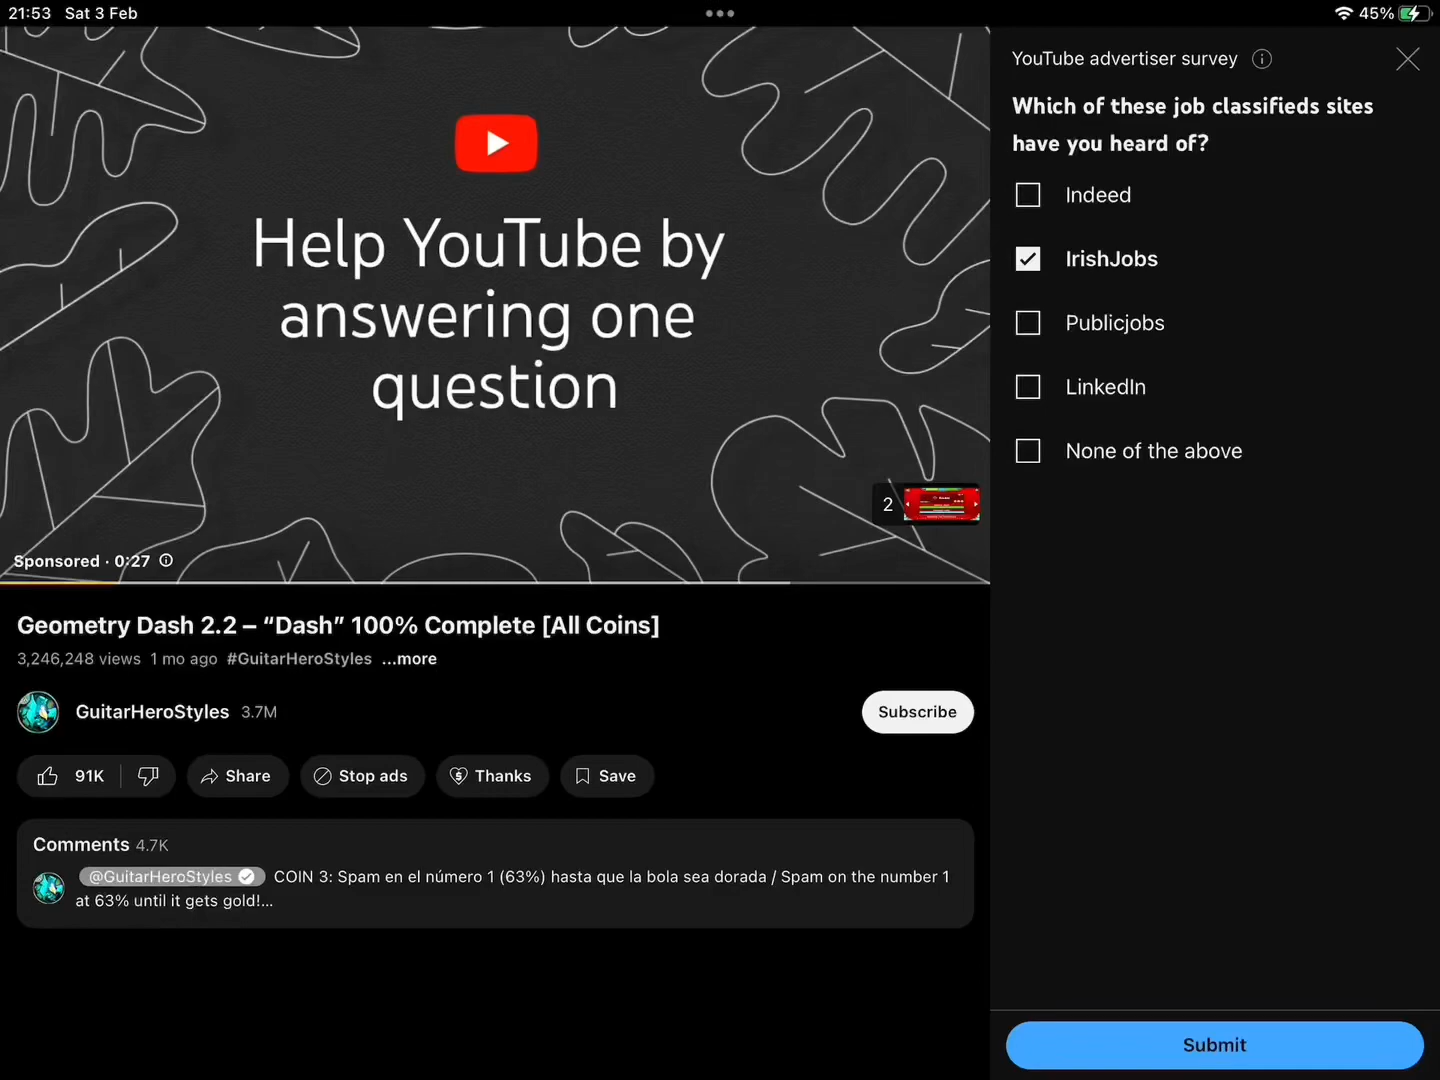 21:53 Sat 3 Feb
45%
Help YouTube by
answering one
question
2
Sponsored · 0:27
YouTube advertiser survey
Which of these job classifieds sites
have you heard of?
Indeed
IrishJobs
Publicjobs
LinkedIn
None of the above
Submit
Geometry Dash 2.2 – “Dash” 100% Complete [All Coins]
3,246,248 views 1 mo ago #GuitarHeroStyles ...more
GuitarHeroStyles 3.7M
Subscribe
91K Share Stop ads Thanks Save
Comments 4.7K
@GuitarHeroStyles COIN 3: Spam en el número 1 (63%) hasta que la bola sea dorada / Spam on the number 1
at 63% until it gets gold!...